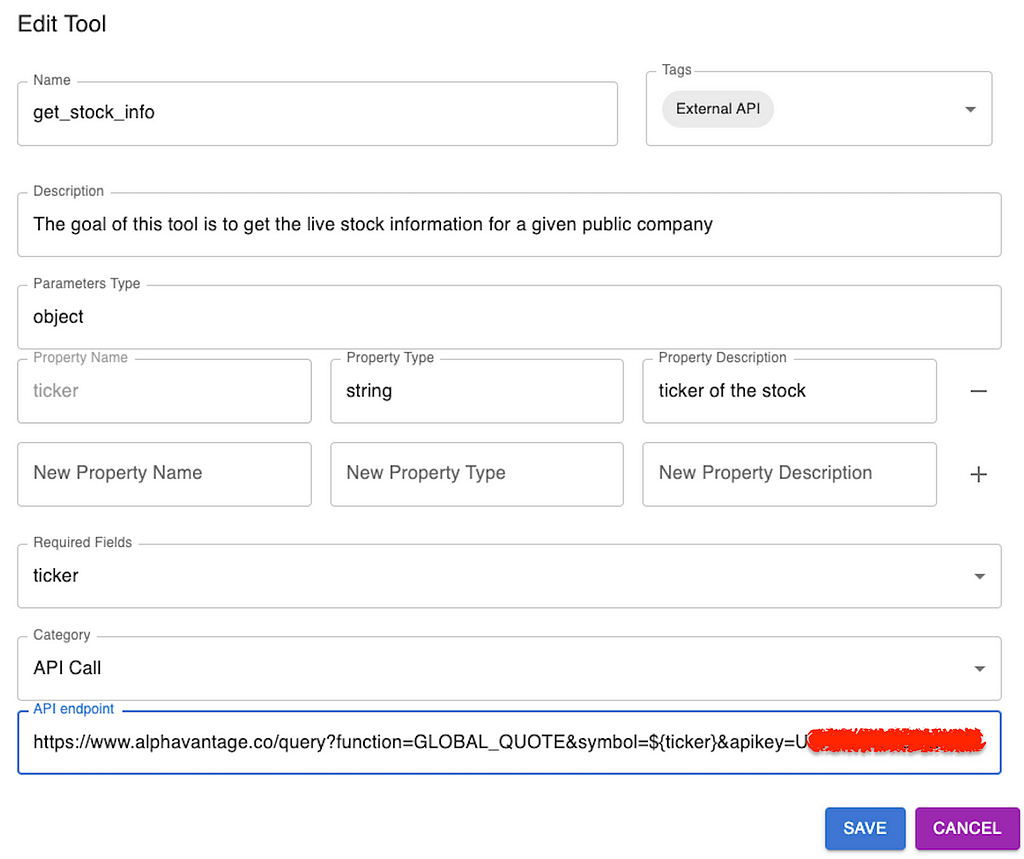 Edit Tool
Name
get_stock_info
Tags
External API
Description
The goal of this tool is to get the live stock information for a given public company
Parameters Type
object
Property Name
ticker
Property Type
string
Property Description
ticker of the stock
New Property Name
New Property Type
New Property Description
Required Fields
ticker
Category
API Call
API endpoint
https://www.alphavantage.co/query?function=GLOBAL_QUOTE&symbol=${ticker}&apikey=U
SAVE
CANCEL